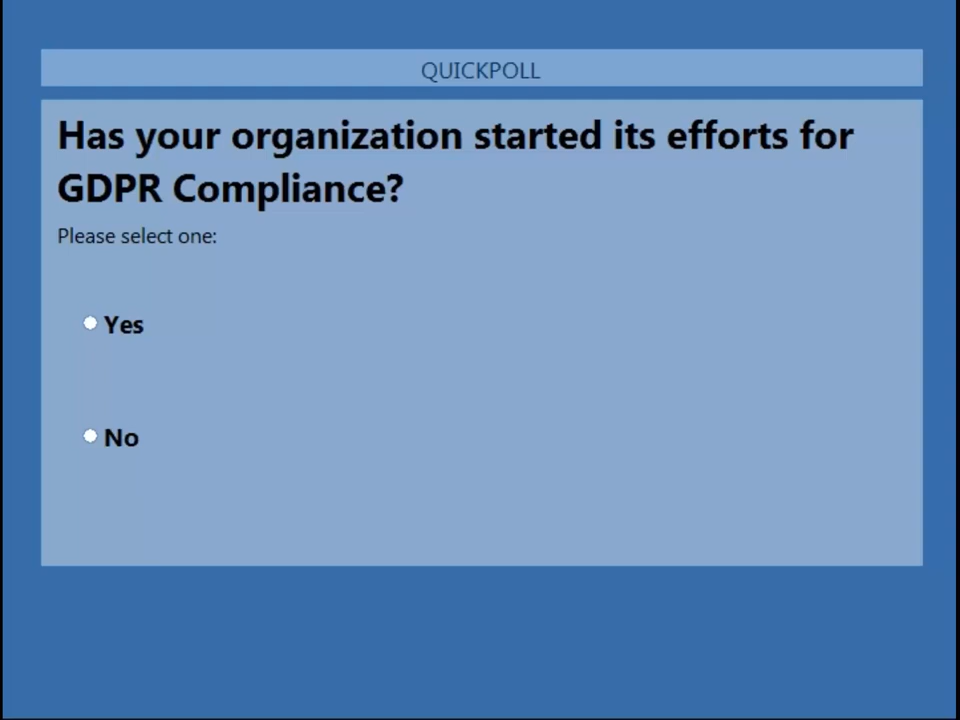 QUICKPOLL
Has your organization started its efforts for
GDPR Compliance?
Please select one:
Yes
No